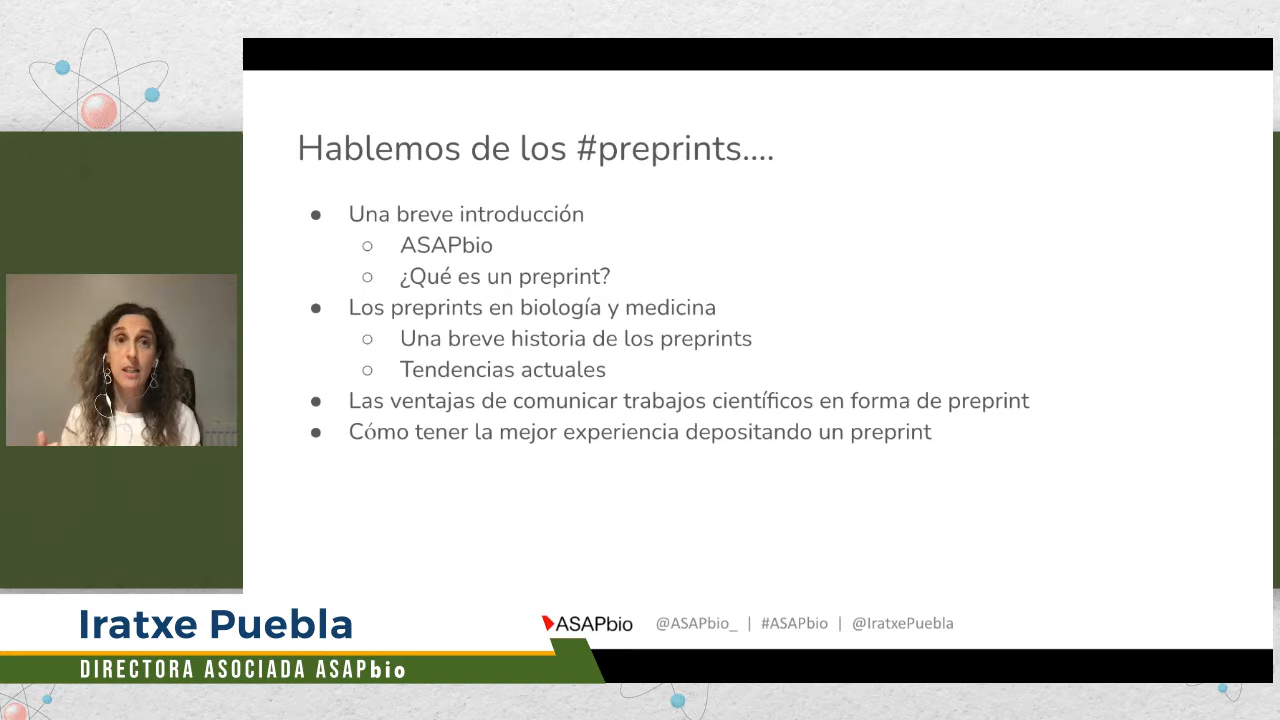 Hablemos de los #preprints....
● Una breve introducción
○ ASAPbio
○ ¿Qué es un preprint?
● Los preprints en biología y medicina
○ Una breve historia de los preprints
○ Tendencias actuales
● Las ventajas de comunicar trabajos científicos en forma de preprint
● Cómo tener la mejor experiencia depositando un preprint
Iratxe Puebla
DIRECTORA ASOCIADA ASAPbio
ASAPbio @ASAPbio_ | #ASAPbio | @IratxePuebla